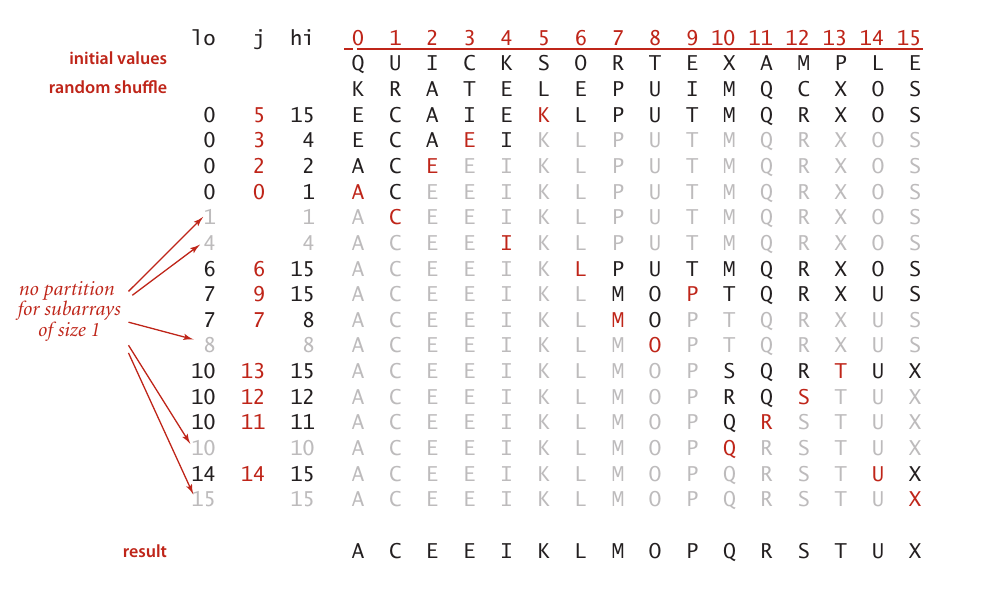 lo j hi 0 1 2 3 4 5 6 7 8 9 10 11 12 13 14 15
initial values Q U I C K S O R T E X A M P L E
random shuffle K R A T E L E P U I M Q C X O S
0 5 15 E C A I E K L P U T M Q R X O S
0 3 4 E C A E I K L P U T M Q R X O S
0 2 2 A C E E I K L P U T M Q R X O S
0 0 1 A C E E I K L P U T M Q R X O S
1 1 A C E E I K L P U T M Q R X O S
4 4 A C E E I K L P U T M Q R X O S
6 6 15 A C E E I K L P U T M Q R X O S
no partition
for subarrays
of size 1
7 9 15 A C E E I K L M O P T Q R X U S
7 7 8 A C E E I K L M O P T Q R X U S
8 8 A C E E I K L M O P T Q R X U S
10 13 15 A C E E I K L M O P S Q R T U X
10 12 12 A C E E I K L M O P R Q S T U X
10 11 11 A C E E I K L M O P Q R S T U X
10 10 A C E E I K L M O P Q R S T U X
14 14 15 A C E E I K L M O P Q R S T U X
15 15 A C E E I K L M O P Q R S T U X
result A C E E I K L M O P Q R S T U X